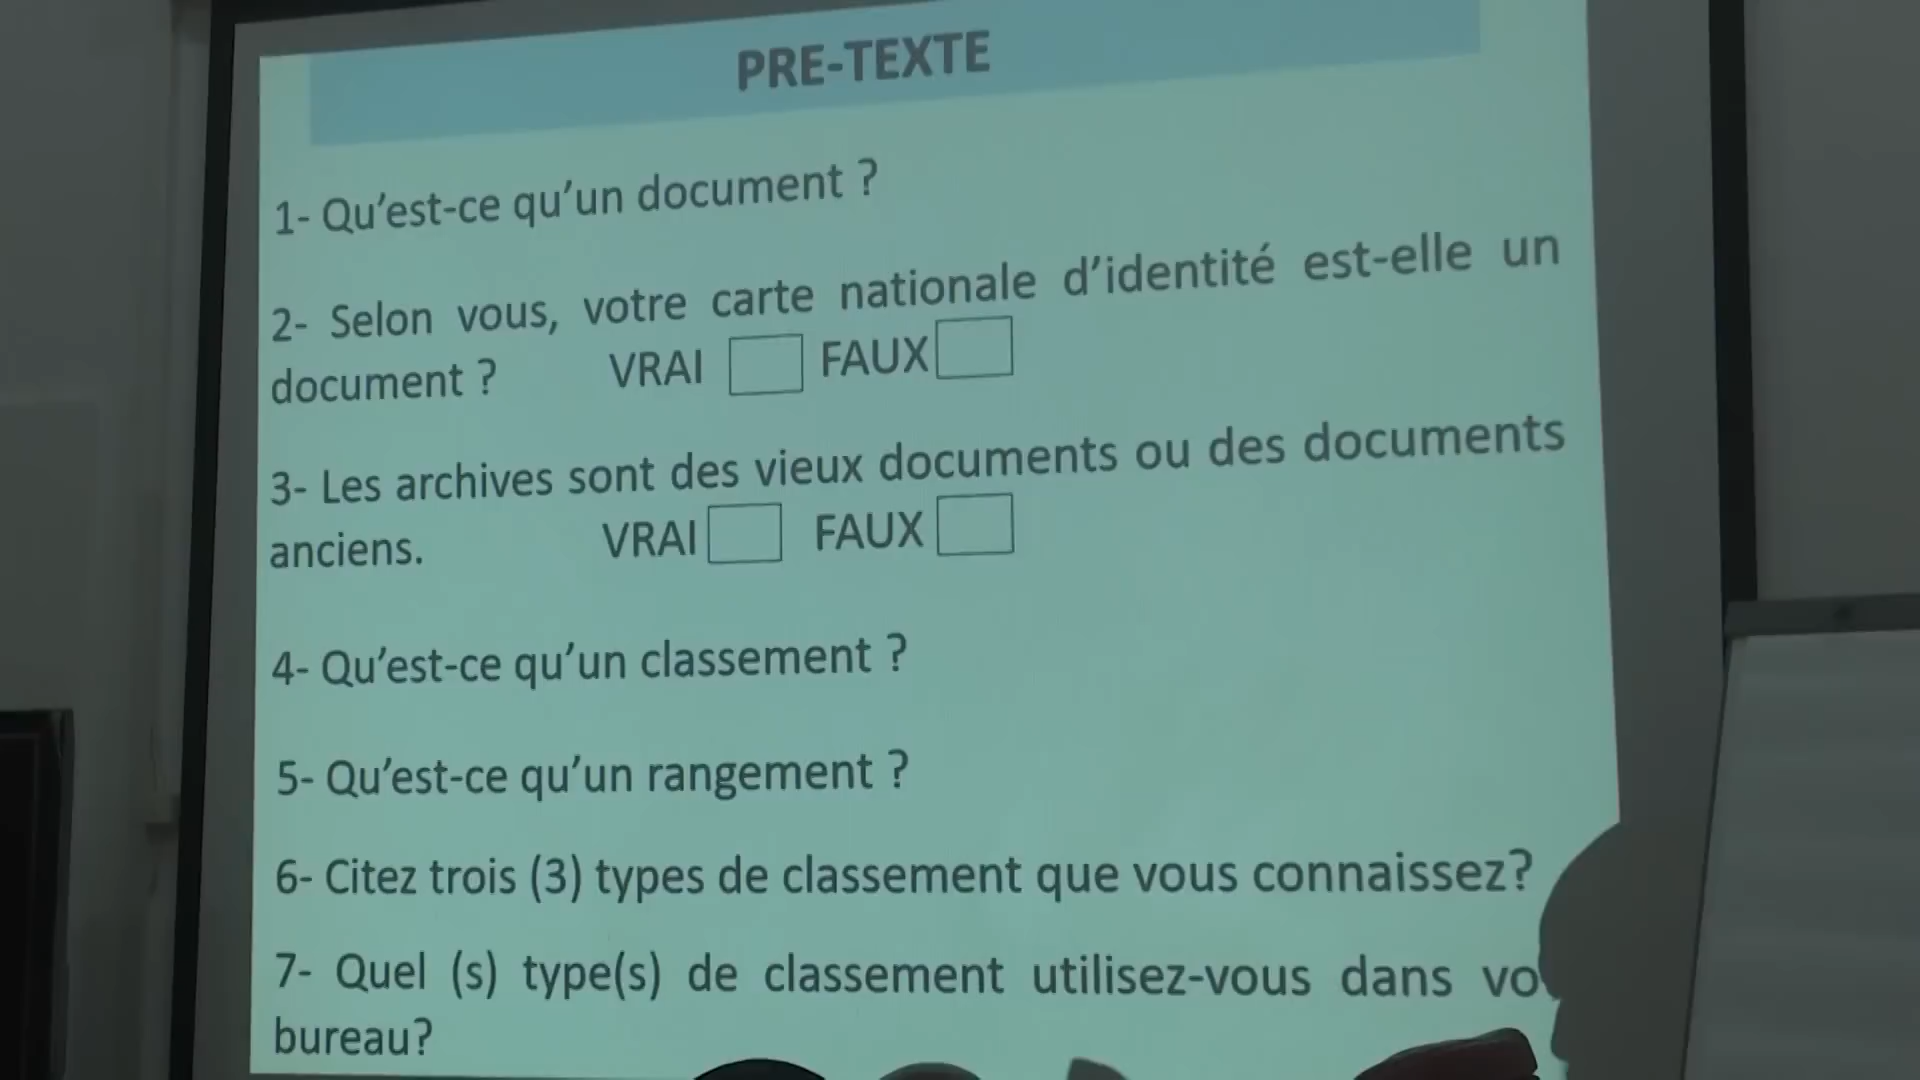 PRE-TEXTE
1- Qu'est-ce qu'un document ?
2- Selon vous, votre carte nationale d'identité est-elle un
document ? VRAI FAUX
3- Les archives sont des vieux documents ou des documents
anciens. VRAI FAUX
4- Qu'est-ce qu'un classement ?
5- Qu'est-ce qu'un rangement ?
6- Citez trois (3) types de classement que vous connaissez?
7- Quel (s) type(s) de classement utilisez-vous dans
bureau?